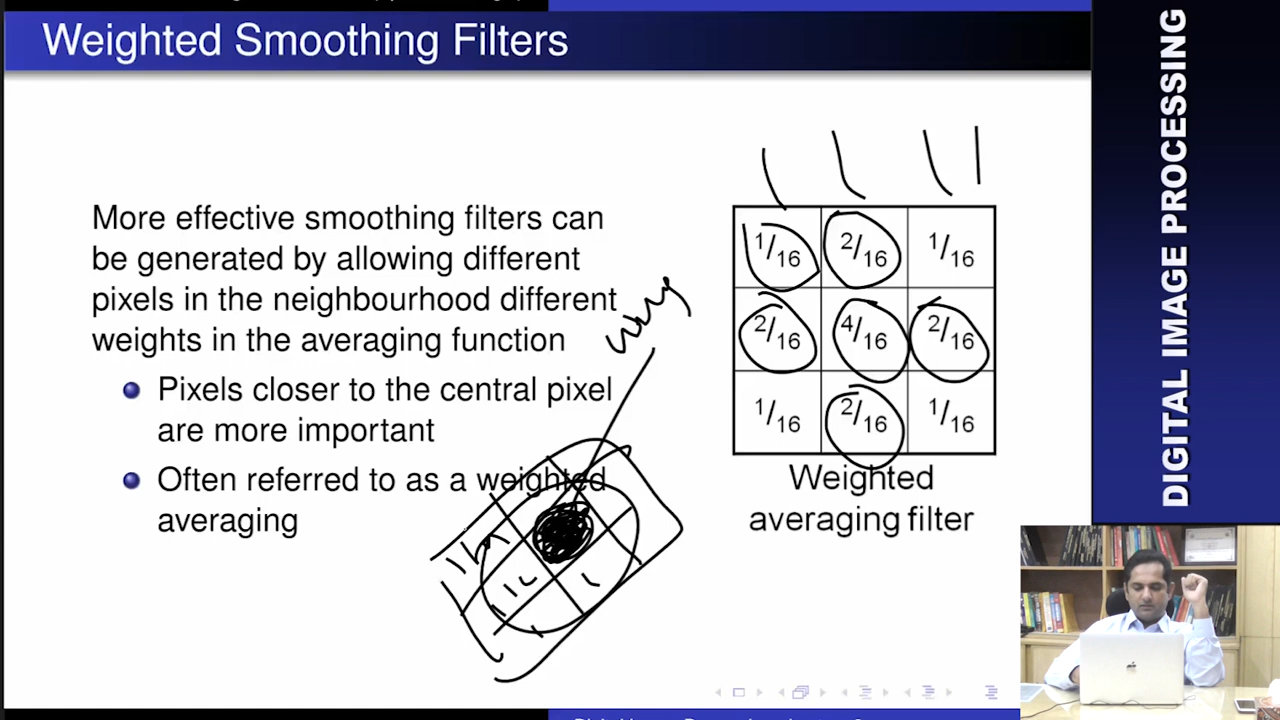 Weighted Smoothing Filters
More effective smoothing filters can
be generated by allowing different
pixels in the neighbourhood different
weights in the averaging function
Pixels closer to the central pixel
are more important
Often referred to as a weighted
averaging
1/16 2/16 1/16
2/16 4/16 2/16
1/16 2/16 1/16
Weighted
averaging filter
DIGITAL IMAGE PROCESSING